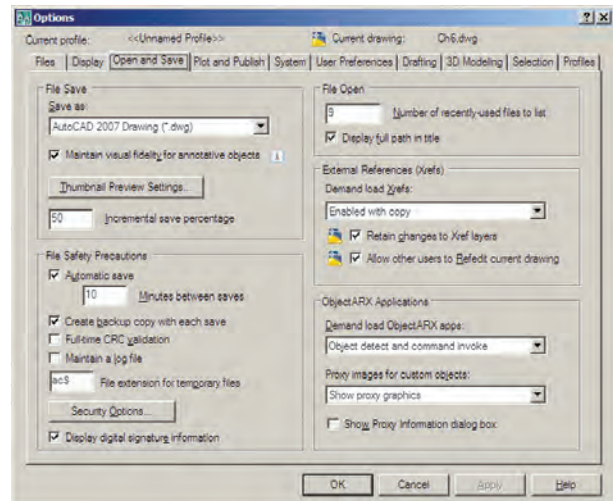 Options
Current profile: <<Unnamed Profile>> Current drawing: Ch6.dwg
Files Display Open and Save Plot and Publish System User Preferences Drafting 3D Modeling Selection Profiles
File Save
Save as:
AutoCAD 2007 Drawing (*.dwg)
Maintain visual fidelity for annotative objects
Thumbnail Preview Settings...
50 Incremental save percentage
File Safety Precautions
Automatic save
10 Minutes between saves
Create backup copy with each save
Full-time CRC validation
Maintain a log file
ac$ File extension for temporary files
Security Options...
Display digital signature information
File Open
9 Number of recently-used files to list
Display full path in title
External References (Xrefs)
Demand load Xrefs:
Enabled with copy
Retain changes to Xref layers
Allow other users to Refedit current drawing
ObjectARX Applications
Demand load ObjectARX apps:
Object detect and command invoke
Proxy images for custom objects:
Show proxy graphics
Show Proxy Information dialog box
OK Cancel Apply Help